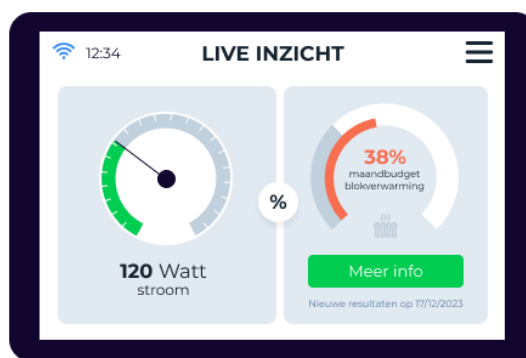 12:34
LIVE INZICHT
120 Watt
stroom
%
38%
maandbudget
blokverwarming
Meer info
Nieuwe resultaten op 17/12/2023